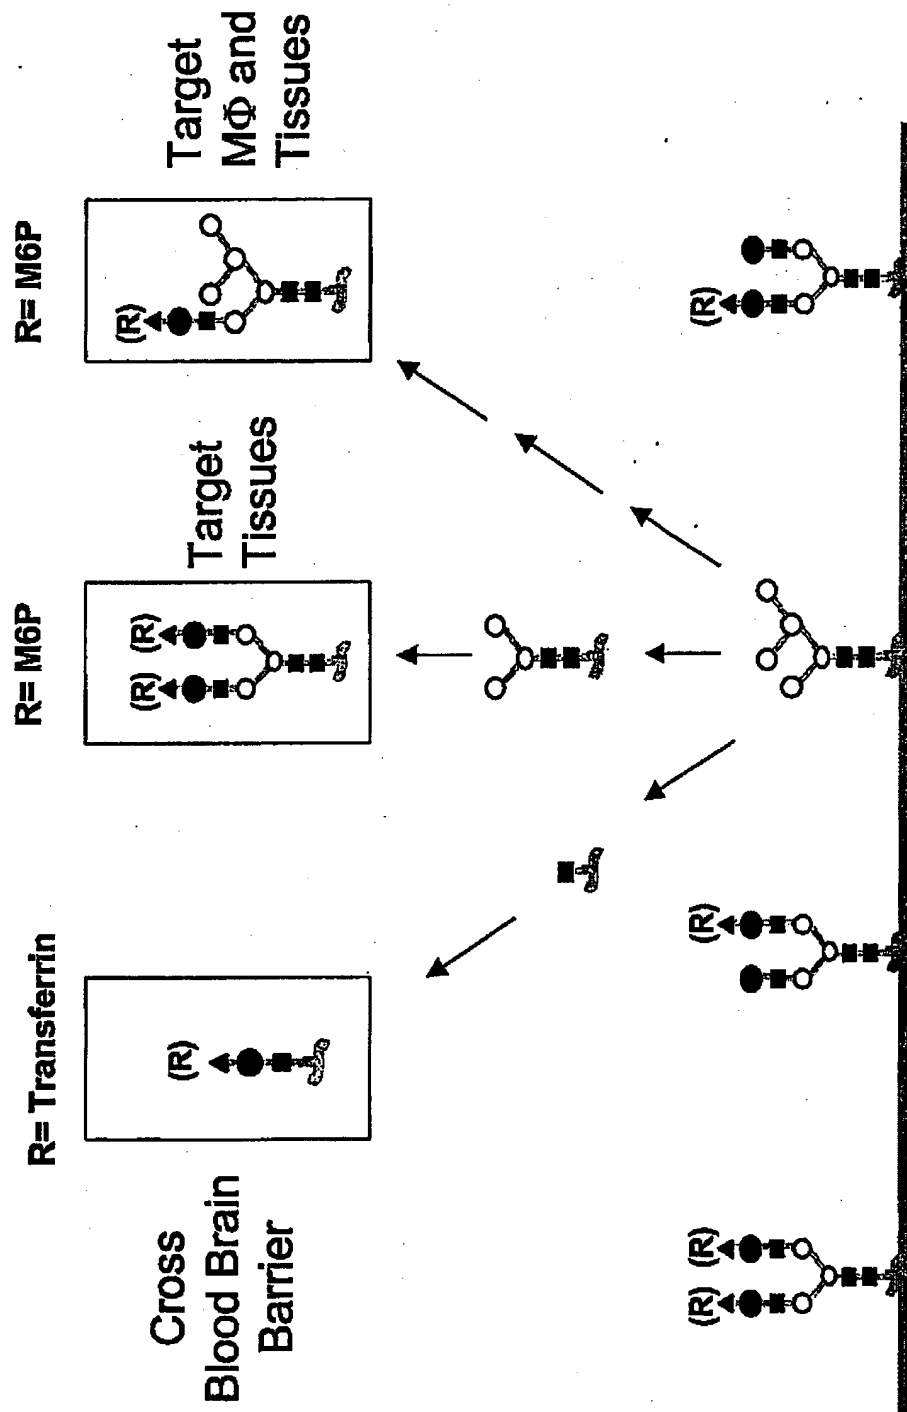 R= Transferrin
R= M6P
R= M6P
Cross
Blood Brain
Barrier
(R)
(R)
(R)
Target
Tissues
(R)
Target
MΦ and
Tissues
(R)
(R)
(R)
(R)